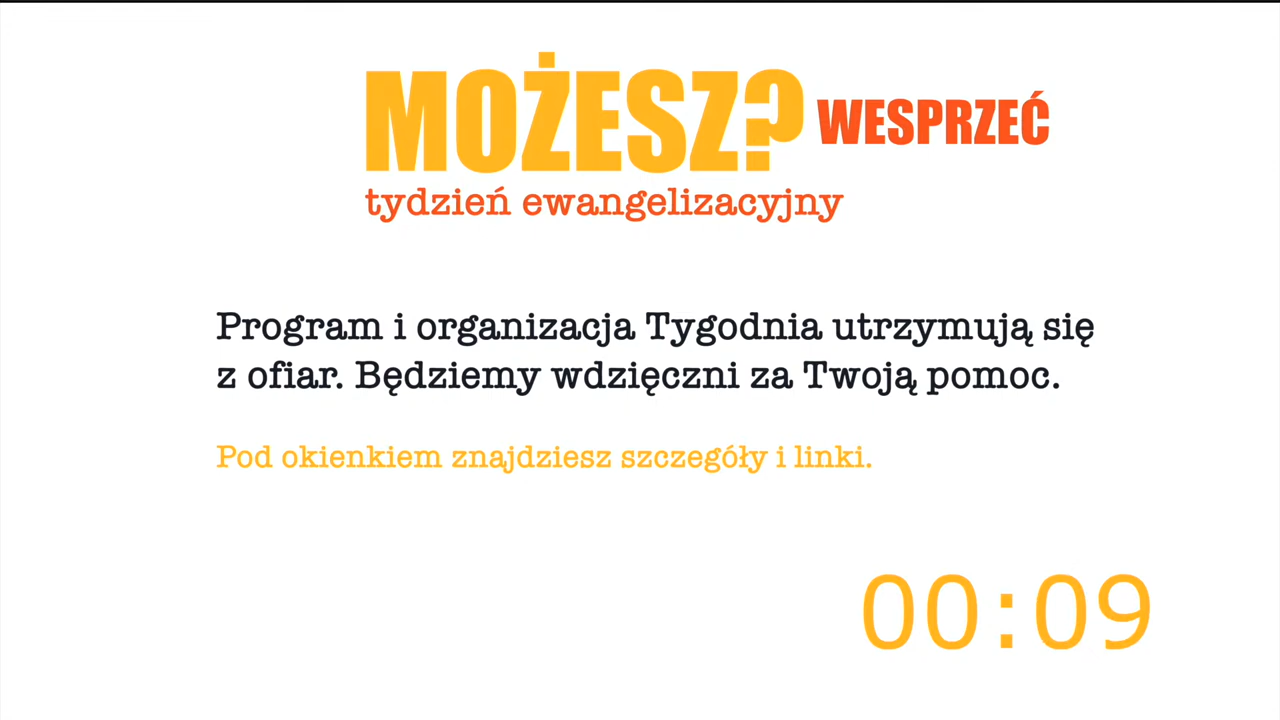 MOŻESZ? WESPRZEĆ
tydzień ewangelizacyjny
Program i organizacja Tygodnia utrzymują się
z ofiar. Będziemy wdzięczni za Twoją pomoc.
Pod okienkiem znajdziesz szczegóły i linki.
00:09